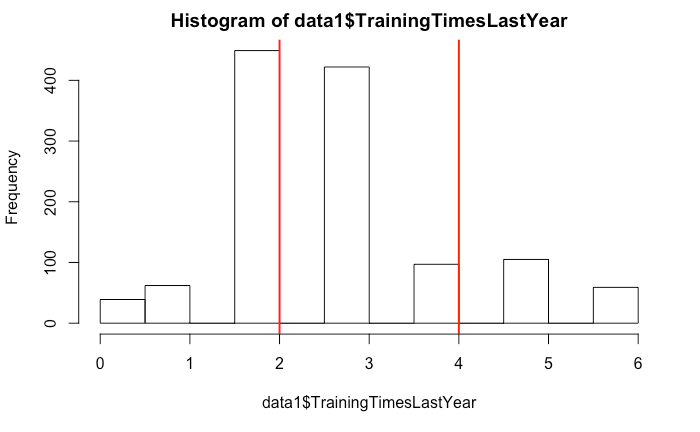 Histogram of data1$TrainingTimesLastYear
Frequency
400
300
200
100
0
0 1 2 3 4 5 6
data1$TrainingTimesLastYear